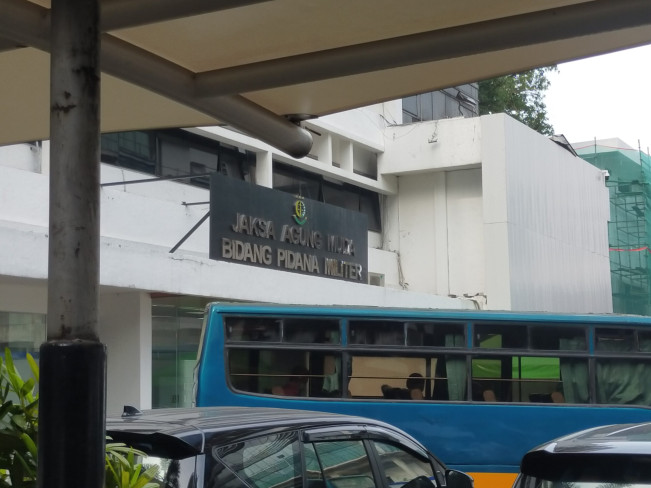 JAKSA AGUNG MUDA
BIDANG PIDANA MILITER